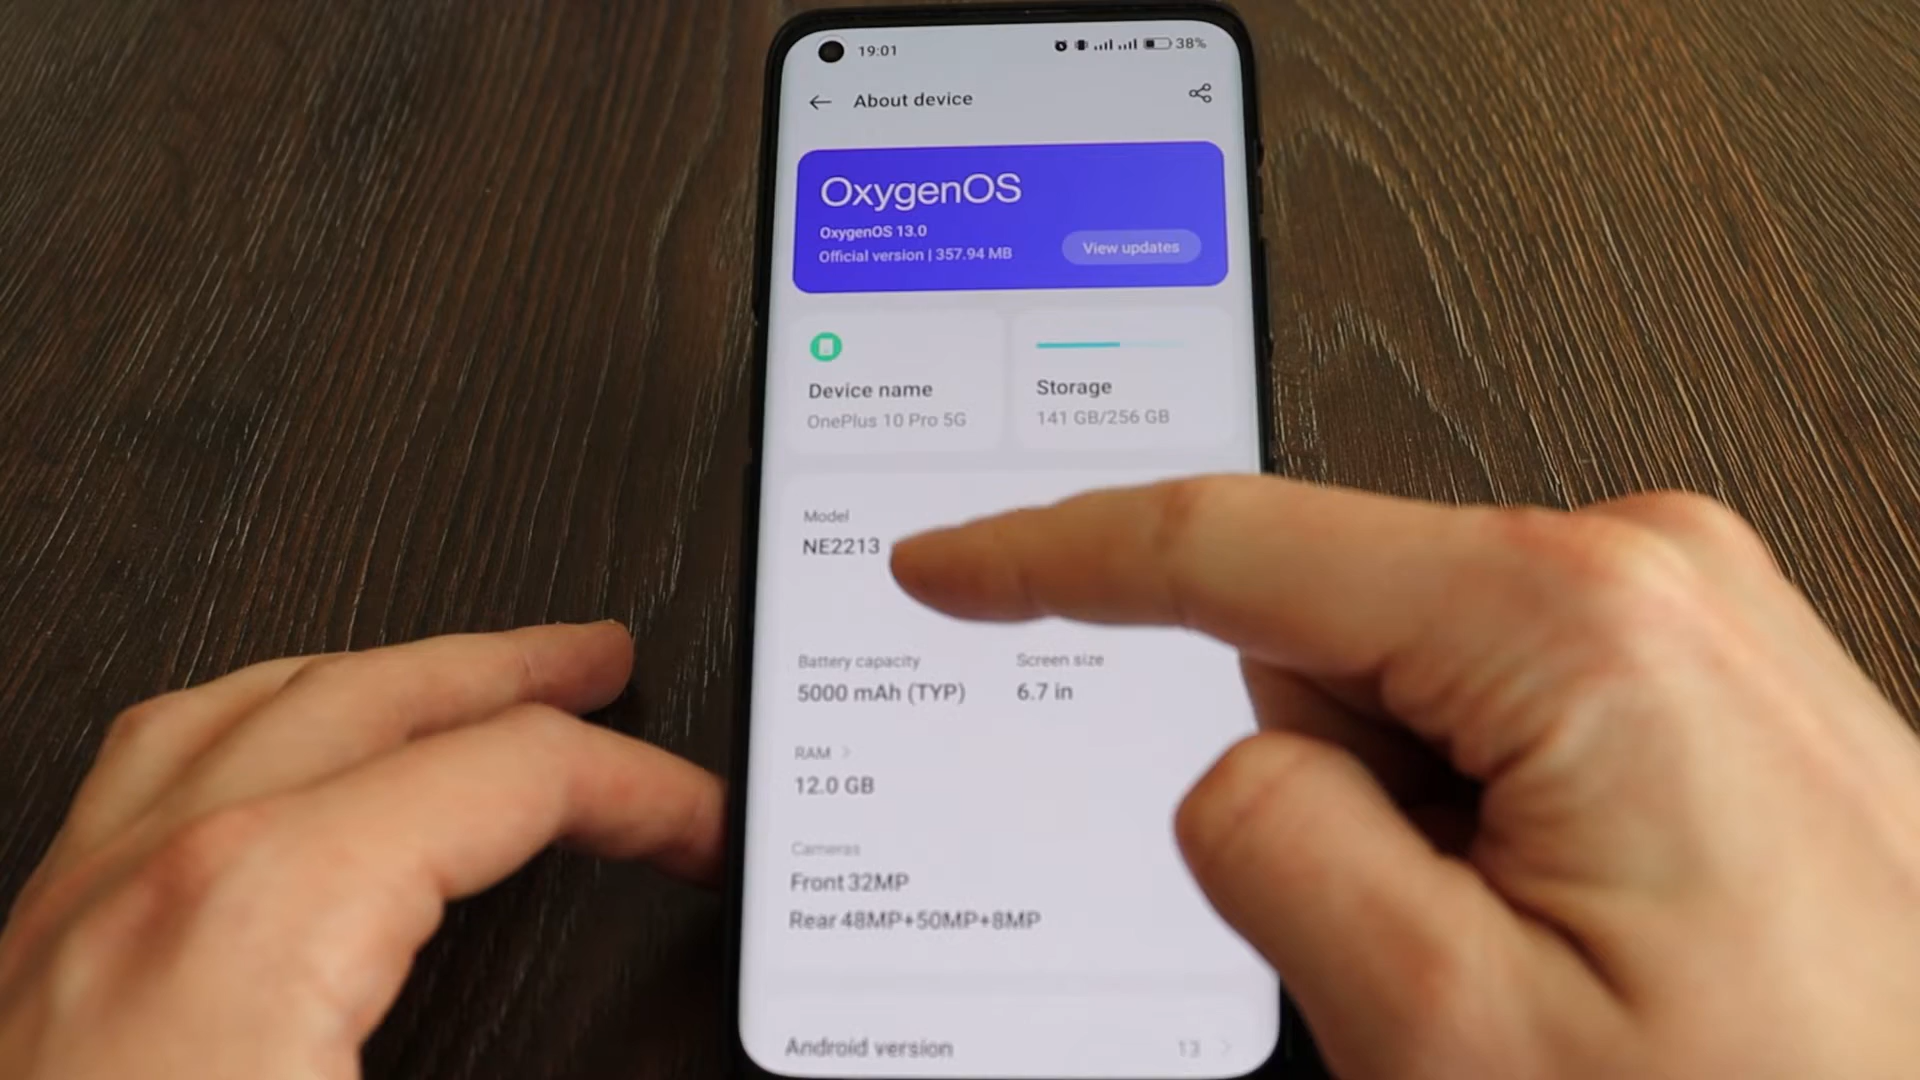 19:01
38%
About device
OxygenOS
OxygenOS 13.0
Official version | 357.94 MB
View updates
Device name
OnePlus 10 Pro 5G
Storage
141 GB/256 GB
Model
NE2213
Battery capacity
5000 mAh (TYP)
Screen size
6.7 in
RAM
12.0 GB
Cameras
Front 32MP
Rear 48MP+50MP+8MP
Android version
13